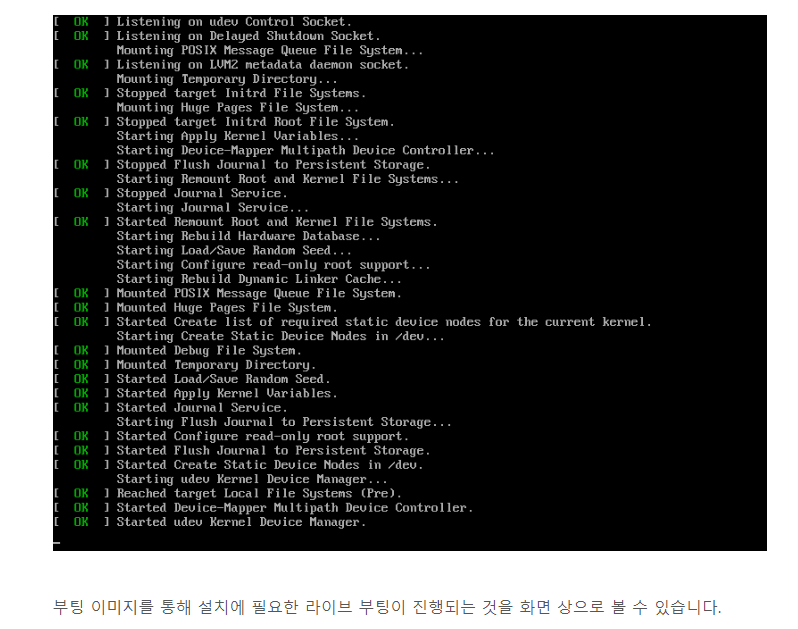 [  OK  ] Listening on udev Control Socket.
[  OK  ] Listening on Delayed Shutdown Socket.
Mounting POSIX Message Queue File System...
[  OK  ] Listening on LVM2 metadata daemon socket.
Mounting Temporary Directory...
[  OK  ] Stopped target Initrd File Systems.
Mounting Huge Pages File System...
[  OK  ] Stopped target Initrd Root File System.
Starting Apply Kernel Variables...
Starting Device-Mapper Multipath Device Controller...
[  OK  ] Stopped Flush Journal to Persistent Storage.
Starting Remount Root and Kernel File Systems...
[  OK  ] Stopped Journal Service.
Starting Journal Service...
[  OK  ] Started Remount Root and Kernel File Systems.
Starting Rebuild Hardware Database...
Starting Load/Save Random Seed...
Starting Configure read-only root support...
Starting Rebuild Dynamic Linker Cache...
[  OK  ] Mounted POSIX Message Queue File System.
[  OK  ] Mounted Huge Pages File System.
[  OK  ] Started Create list of required static device nodes for the current kernel.
Starting Create Static Device Nodes in /dev...
[  OK  ] Mounted Debug File System.
[  OK  ] Mounted Temporary Directory.
[  OK  ] Started Load/Save Random Seed.
[  OK  ] Started Apply Kernel Variables.
[  OK  ] Started Journal Service.
Starting Flush Journal to Persistent Storage...
[  OK  ] Started Configure read-only root support.
[  OK  ] Started Flush Journal to Persistent Storage.
[  OK  ] Started Create Static Device Nodes in /dev.
Starting udev Kernel Device Manager...
[  OK  ] Reached target Local File Systems (Pre).
[  OK  ] Started Device-Mapper Multipath Device Controller.
[  OK  ] Started udev Kernel Device Manager.
부팅 이미지를 통해 설치에 필요한 라이브 부팅이 진행되는 것을 화면 상으로 볼 수 있습니다.